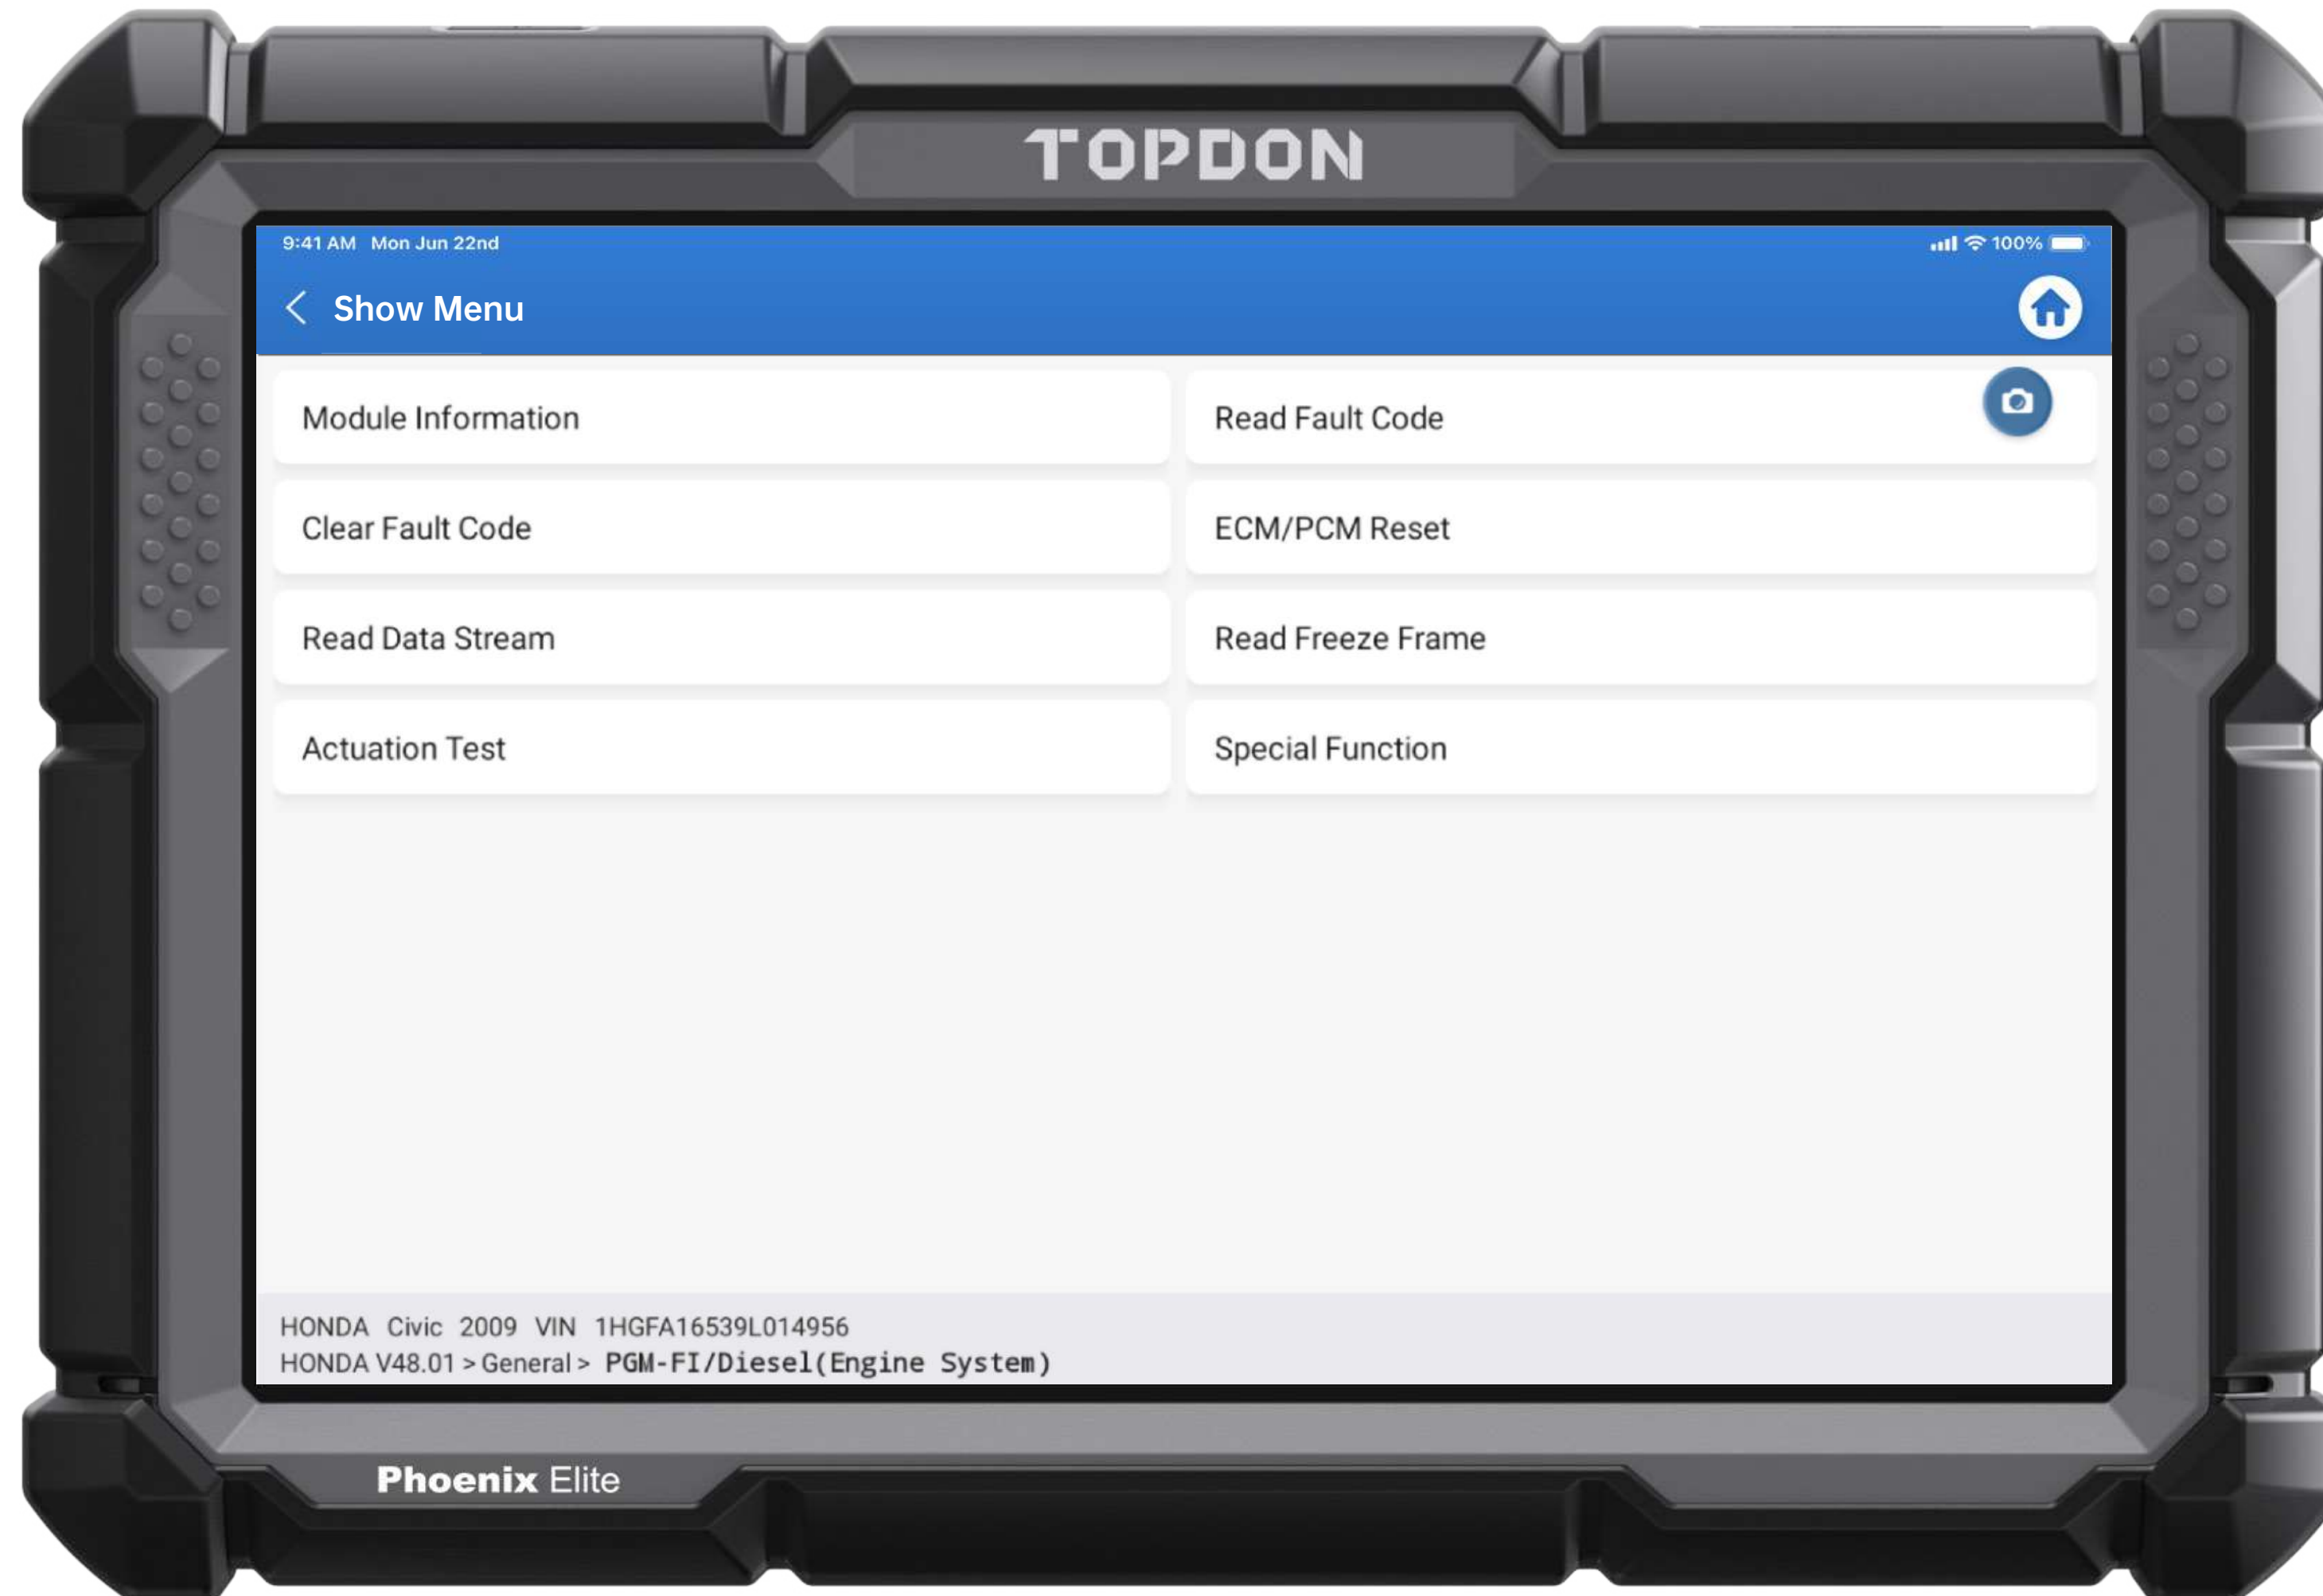 TOPDON
9:41 AM Mon Jun 22nd
100%
Show Menu
Module Information
Read Fault Code
Clear Fault Code
ECM/PCM Reset
Read Data Stream
Read Freeze Frame
Actuation Test
Special Function
HONDA Civic 2009 VIN 1HGFA16539L014956
HONDA V48.01 > General > PGM-FI/Diesel(Engine System)
Phoenix Elite